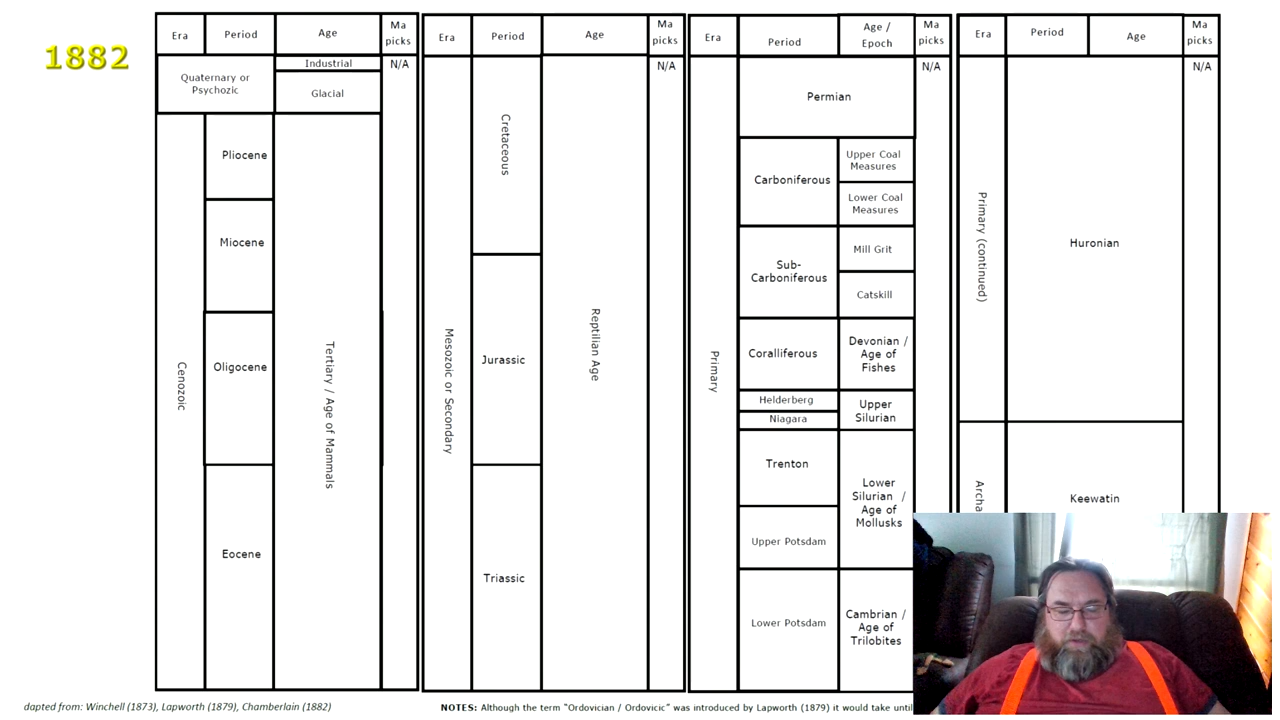 1882
Era
Period
Age
Ma
picks
Quaternary or
Psychozic
Industrial
Glacial
N/A
Cenozoic
Pliocene
Miocene
Oligocene
Eocene
Tertiary / Age of Mammals
Era
Period
Age
Ma
picks
N/A
Mesozoic or Secondary
Cretaceous
Jurassic
Triassic
Reptilian Age
Era
Period
Age /
Epoch
Ma
picks
N/A
Primary
Permian
Carboniferous
Upper Coal
Measures
Lower Coal
Measures
Sub-
Carboniferous
Mill Grit
Catskill
Coralliferous
Devonian /
Age of
Fishes
Helderberg
Niagara
Upper
Silurian
Trenton
Upper Potsdam
Lower
Silurian /
Age of
Mollusks
Lower Potsdam
Cambrian /
Age of
Trilobites
Era
Period
Age
Ma
picks
N/A
Primary (continued)
Huronian
Archa
Keewatin
dapted from: Winchell (1873), Lapworth (1879), Chamberlain (1882)
NOTES: Although the term "Ordovician / Ordovicic" was introduced by Lapworth (1879) it would take until